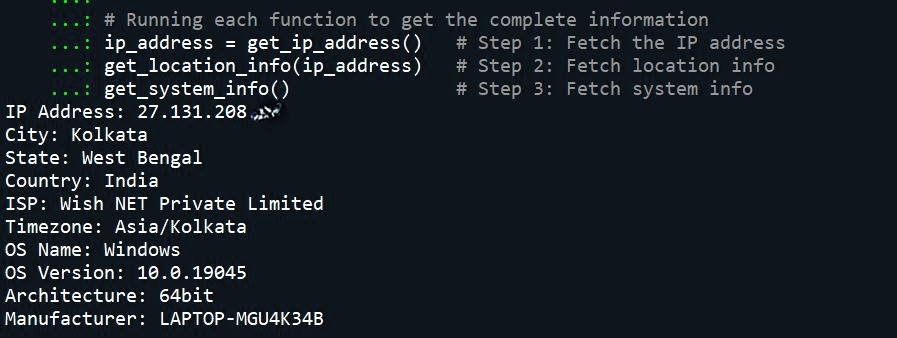 ...: # Running each function to get the complete information
...: ip_address = get_ip_address()   # Step 1: Fetch the IP address
...: get_location_info(ip_address)   # Step 2: Fetch location info
...: get_system_info()               # Step 3: Fetch system info
IP Address: 27.131.208
City: Kolkata
State: West Bengal
Country: India
ISP: Wish NET Private Limited
Timezone: Asia/Kolkata
OS Name: Windows
OS Version: 10.0.19045
Architecture: 64bit
Manufacturer: LAPTOP-MGU4K34B